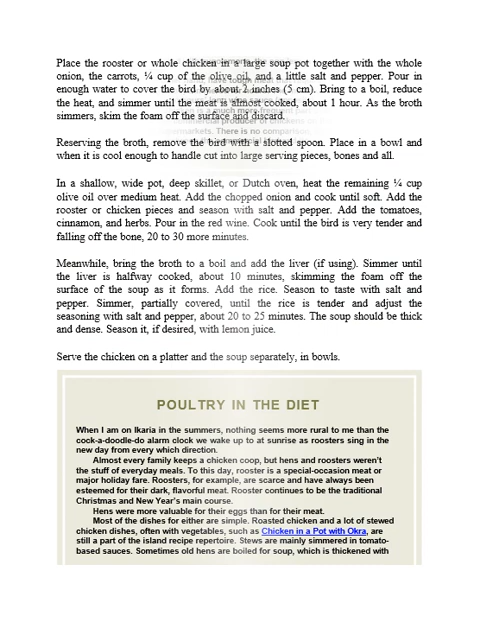 Place the rooster or whole chicken in a large soup pot together with the whole
onion, the carrots, ¼ cup of the olive oil, and a little salt and pepper. Pour in
enough water to cover the bird by about 2 inches (5 cm). Bring to a boil, reduce
the heat, and simmer until the meat is almost cooked, about 1 hour. As the broth
simmers, skim the foam off the surface and discard.
Reserving the broth, remove the bird with a slotted spoon. Place in a bowl and
when it is cool enough to handle cut into large serving pieces, bones and all.
In a shallow, wide pot, deep skillet, or Dutch oven, heat the remaining ¼ cup
olive oil over medium heat. Add the chopped onion and cook until soft. Add the
rooster or chicken pieces and season with salt and pepper. Add the tomatoes,
cinnamon, and herbs. Pour in the red wine. Cook until the bird is very tender and
falling off the bone, 20 to 30 more minutes.
Meanwhile, bring the broth to a boil and add the liver (if using). Simmer until
the liver is halfway cooked, about 10 minutes, skimming the foam off the
surface of the soup as it forms. Add the rice. Season to taste with salt and
pepper. Simmer, partially covered, until the rice is tender and adjust the
seasoning with salt and pepper, about 20 to 25 minutes. The soup should be thick
and dense. Season it, if desired, with lemon juice.
Serve the chicken on a platter and the soup separately, in bowls.
POULTRY IN THE DIET
When I am on Ikaria in the summers, nothing seems more rural to me than the
cock-a-doodle-do alarm clock we wake up to at sunrise as roosters sing in the
new day from every which direction.
Almost every family keeps a chicken coop, but hens and roosters weren't
the stuff of everyday meals. To this day, rooster is a special-occasion meat or
major holiday fare. Roosters, for example, are scarce and have always been
esteemed for their dark, flavorful meat. Rooster continues to be the traditional
Christmas and New Year's main course.
Hens were more valuable for their eggs than for their meat.
Most of the dishes for either are simple. Roasted chicken and a lot of stewed
chicken dishes, often with vegetables, such as Chicken in a Pot with Okra, are
still a part of the island recipe repertoire. Stews are mainly simmered in tomato-
based sauces. Sometimes old hens are boiled for soup, which is thickened with